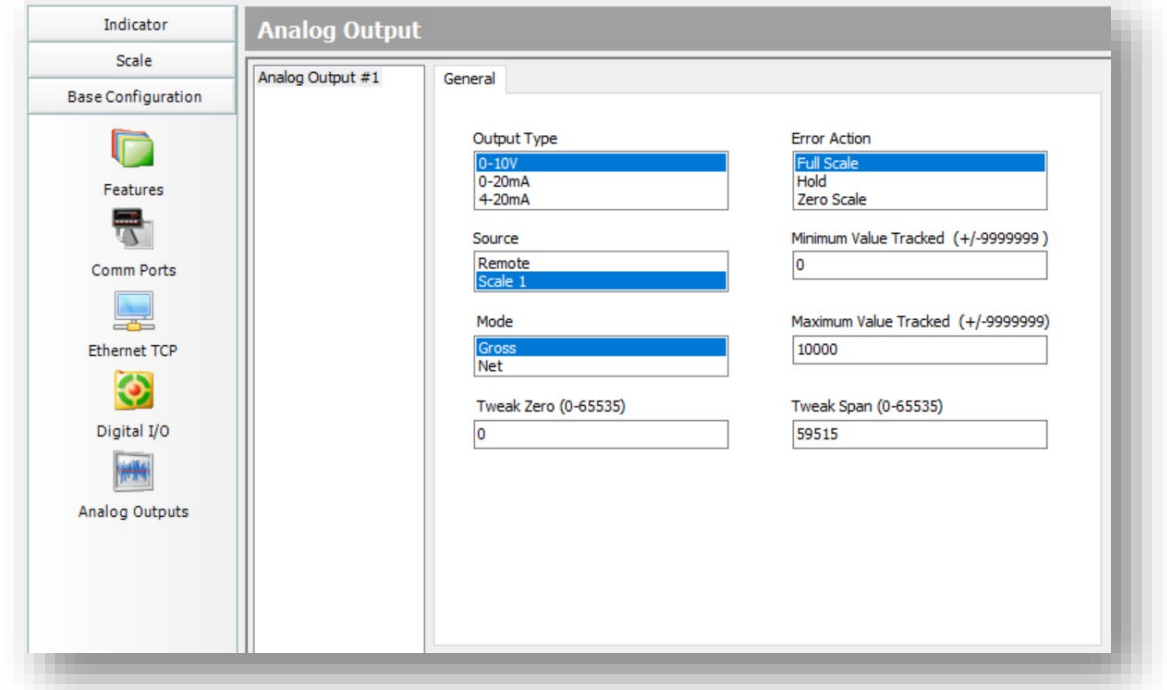 Indicator
Scale
Base Configuration
Features
Comm Ports
Ethernet TCP
Digital I/O
Analog Outputs
Analog Output
Analog Output #1
General
Output Type
0-10V
0-20mA
4-20mA
Error Action
Full Scale
Hold
Zero Scale
Source
Remote
Scale 1
Minimum Value Tracked (+/-9999999 )
0
Mode
Gross
Net
Maximum Value Tracked (+/-9999999)
10000
Tweak Zero (0-65535)
0
Tweak Span (0-65535)
59515